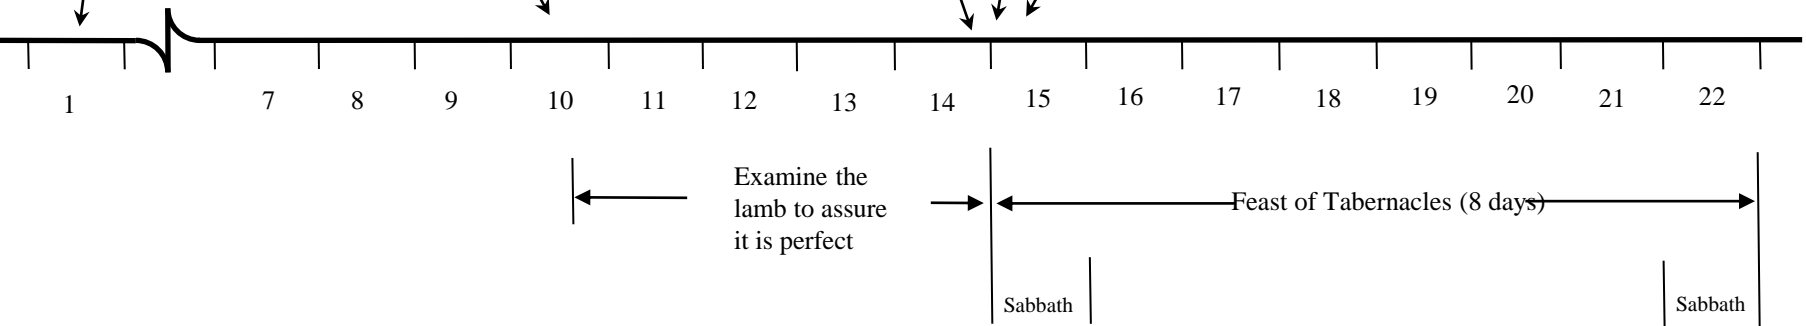 1 7 8 9 10 11 12 13 14 15 16 17 18 19 20 21 22
Examine the
lamb to assure
it is perfect
Feast of Tabernacles (8 days)
Sabbath Sabbath